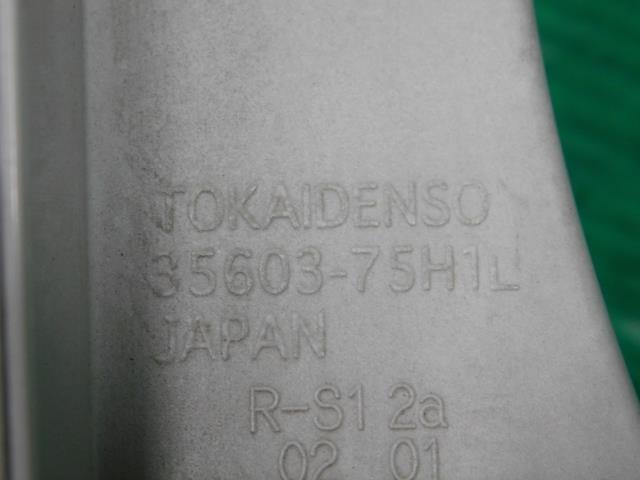 TOKAIDENSO
35603-75H1L
JAPAN
R-S1 2a
02 01